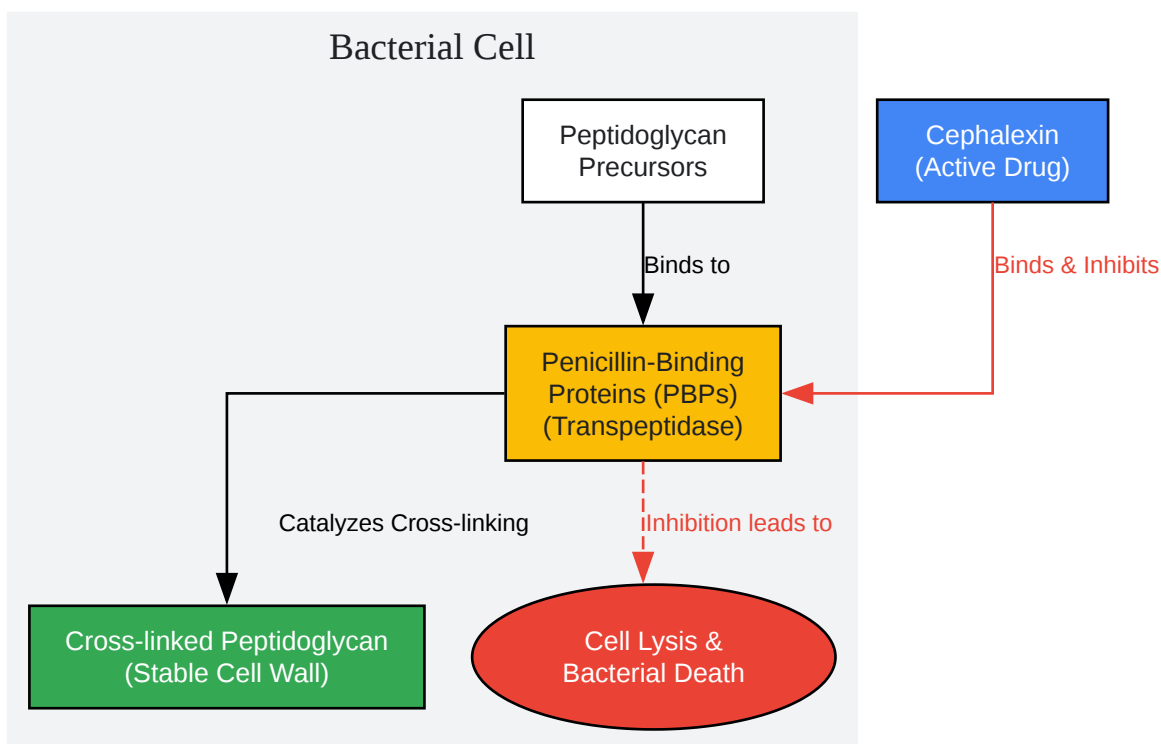 Bacterial Cell
Peptidoglycan
Precursors
Cephalexin
(Active Drug)
Binds to
Binds & Inhibits
Penicillin-Binding
Proteins (PBPs)
(Transpeptidase)
Catalyzes Cross-linking
Inhibition leads to
Cross-linked Peptidoglycan
(Stable Cell Wall)
Cell Lysis &
Bacterial Death